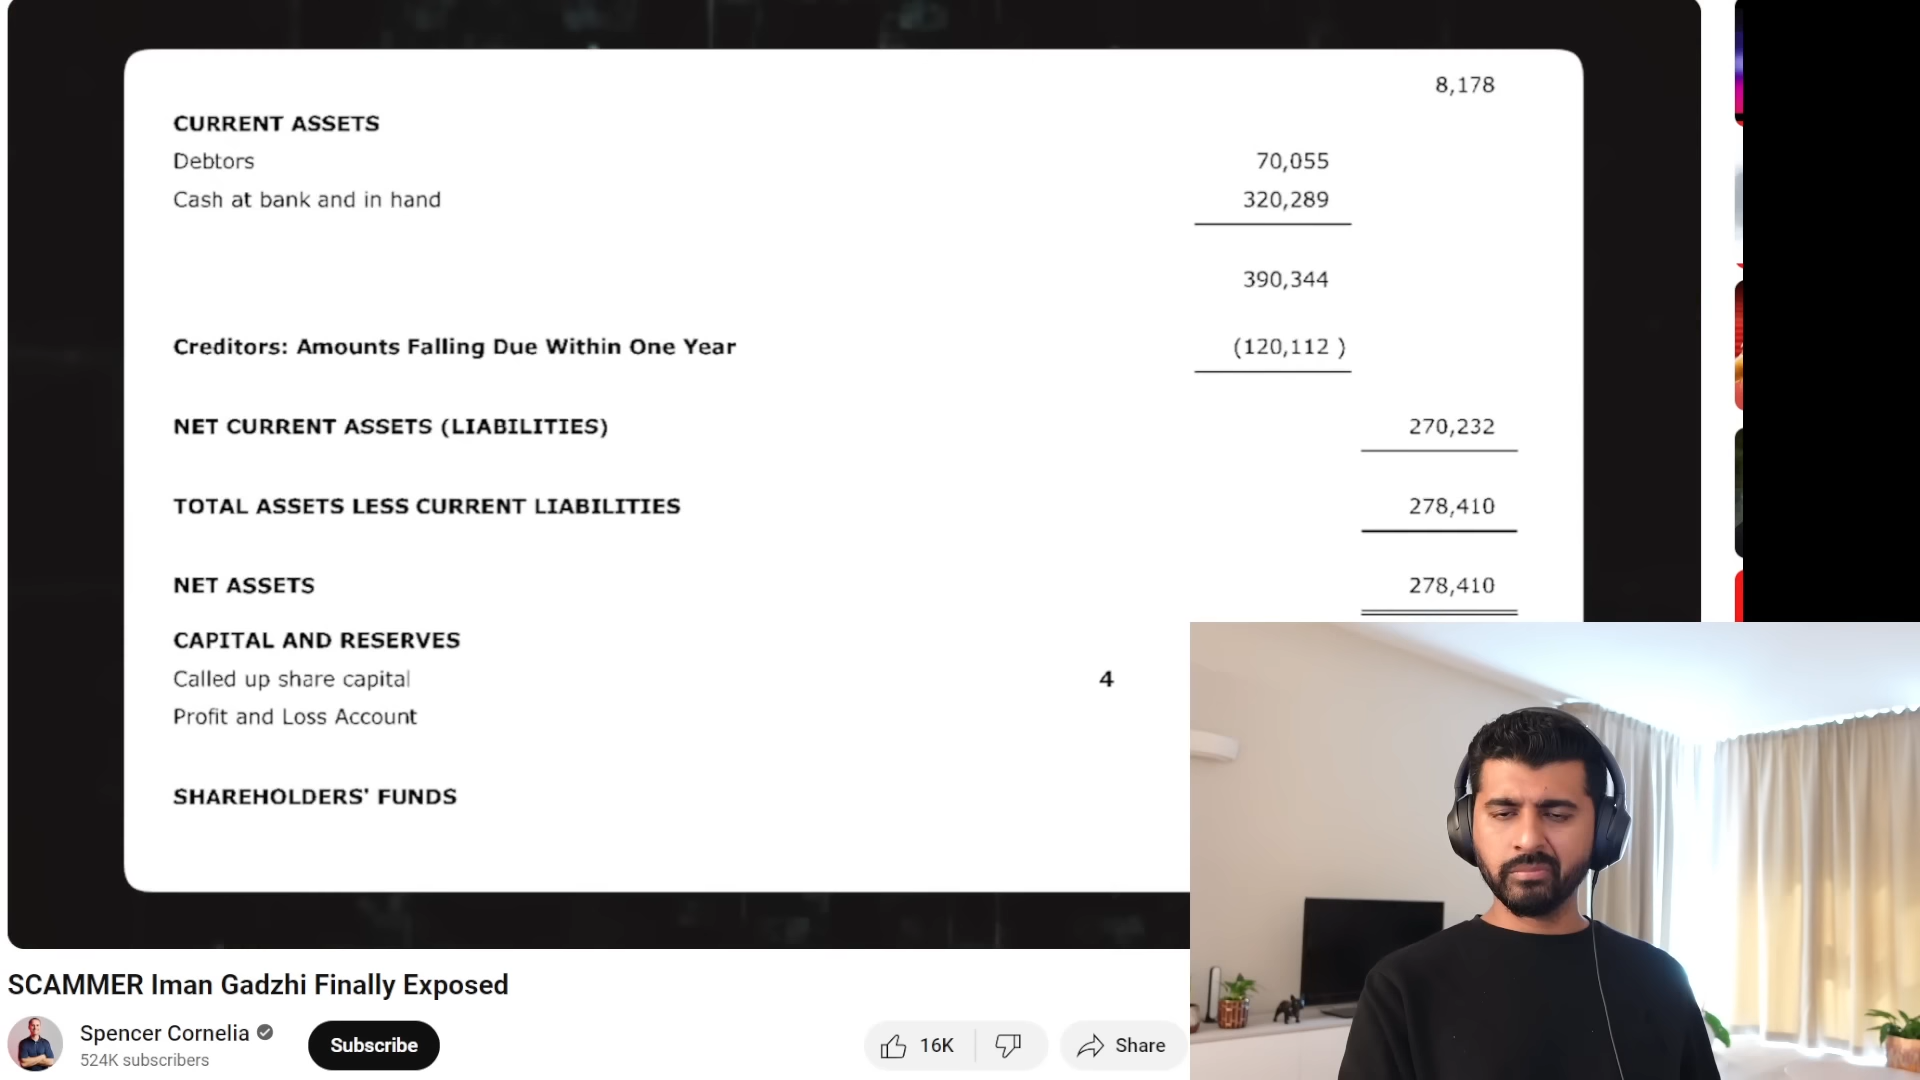 8,178
CURRENT ASSETS
Debtors 70,055
Cash at bank and in hand 320,289
390,344
Creditors: Amounts Falling Due Within One Year (120,112 )
NET CURRENT ASSETS (LIABILITIES) 270,232
TOTAL ASSETS LESS CURRENT LIABILITIES 278,410
NET ASSETS 278,410
CAPITAL AND RESERVES
Called up share capital 4
Profit and Loss Account
SHAREHOLDERS' FUNDS
SCAMMER Iman Gadzhi Finally Exposed
Spencer Cornelia
524K subscribers
Subscribe
16K
Share